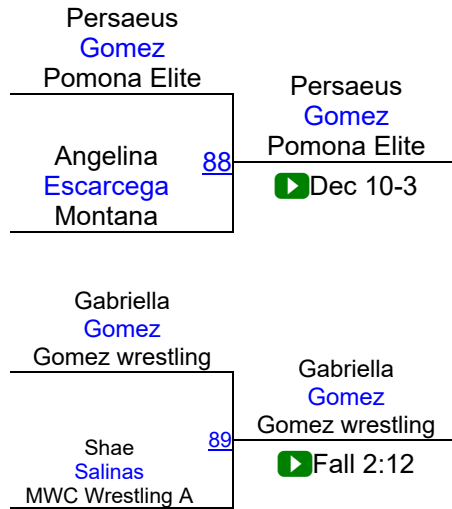 Persaeus
Gomez
Pomona Elite
Persaeus
Gomez
Pomona Elite
88
Angelina
Escarcega
Montana
Dec 10-3
Gabriella
Gomez
Gomez wrestling
Gabriella
Gomez
Gomez wrestling
89
Shae
Salinas
MWC Wrestling A
Fall 2:12